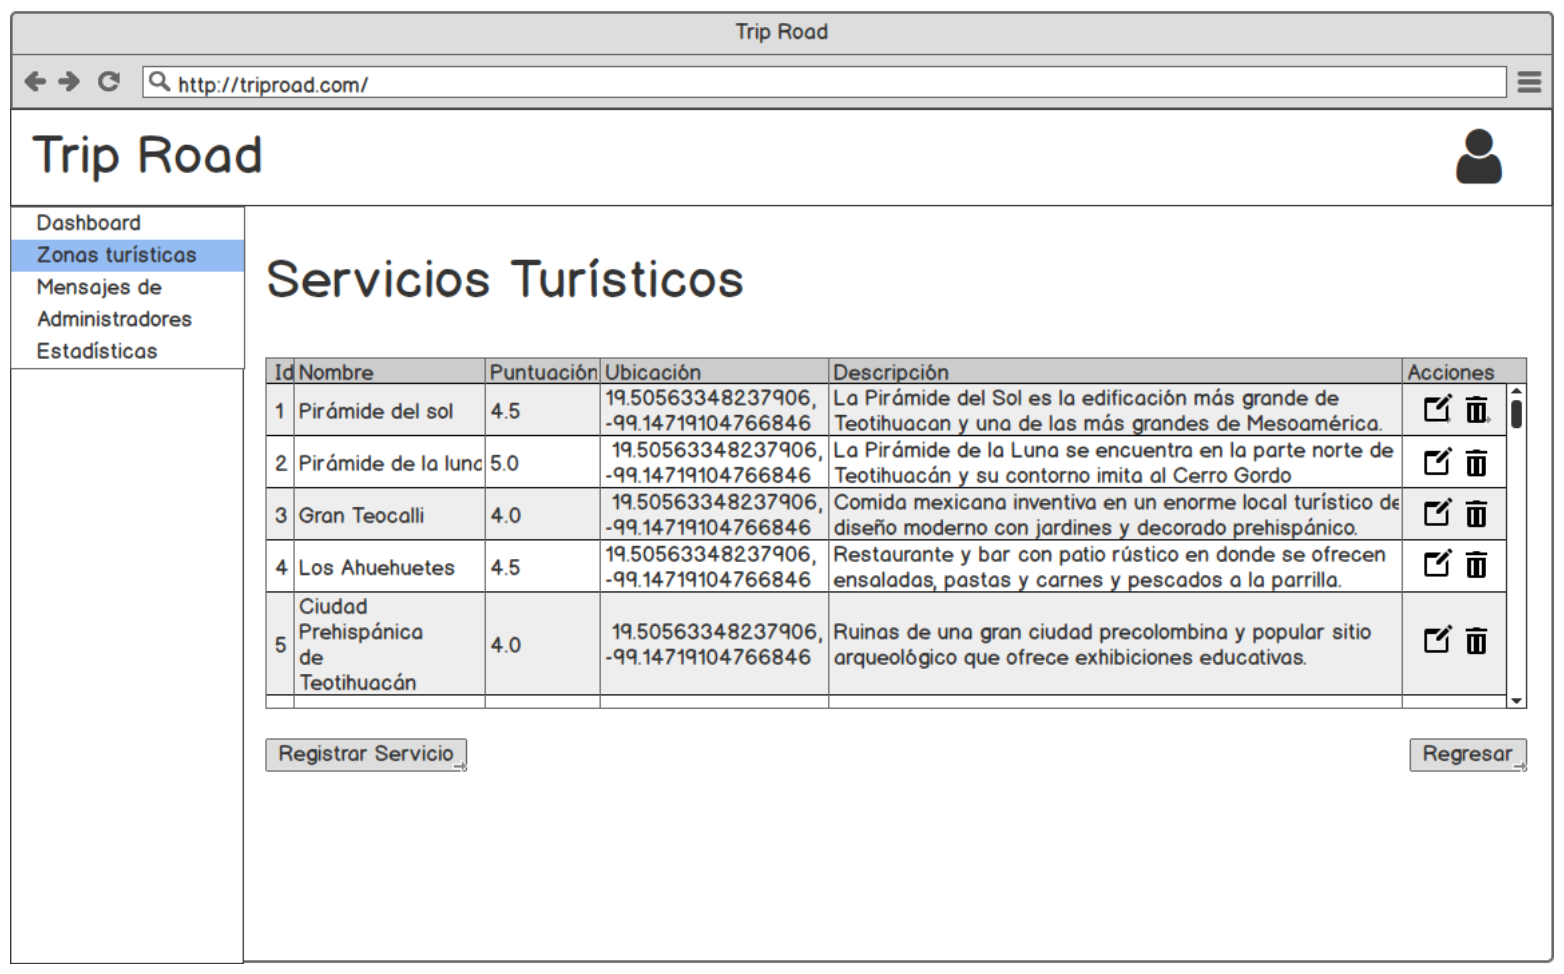 Trip Road
http://triproad.com/
Trip Road
Dashboard
Zonas turísticas
Mensajes de
Administradores
Estadísticas
Servicios Turísticos
Id Nombre Puntuación Ubicación Descripción Acciones
1 Pirámide del sol 4.5 19.50563348237906, -99.14719104766846 La Pirámide del Sol es la edificación más grande de
Teotihuacan y una de las más grandes de Mesoamérica.
2 Pirámide de la luna 5.0 19.50563348237906, -99.14719104766846 La Pirámide de la Luna se encuentra en la parte norte de
Teotihuacán y su contorno imita al Cerro Gordo
3 Gran Teocalli 4.0 19.50563348237906, -99.14719104766846 Comida mexicana inventiva en un enorme local turístico de
diseño moderno con jardines y decorado prehispánico.
4 Los Ahuehuetes 4.5 19.50563348237906, -99.14719104766846 Restaurante y bar con patio rústico en donde se ofrecen
ensaladas, pastas y carnes y pescados a la parrilla.
5 Ciudad
Prehispánica
de
Teotihuacán
4.0 19.50563348237906, -99.14719104766846 Ruinas de una gran ciudad precolombina y popular sitio
arqueológico que ofrece exhibiciones educativas.
Registrar Servicio
Regresar